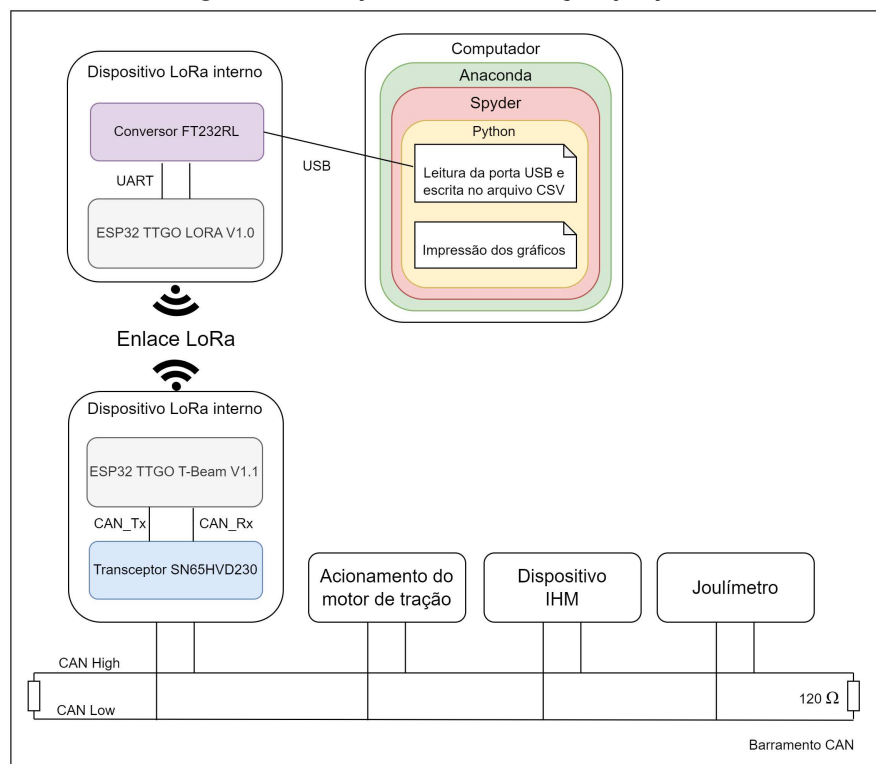 Dispositivo LoRa interno
Conversor FT232RL
UART
ESP32 TTGO LORA V1.0
USB
Computador
Anaconda
Spyder
Python
Leitura da porta USB e
escrita no arquivo CSV
Impressão dos gráficos
Enlace LoRa
Dispositivo LoRa interno
ESP32 TTGO T-Beam V1.1
CAN_Tx
CAN_Rx
Transceptor SN65HVD230
Acionamento do
motor de tração
Dispositivo
IHM
Joulímetro
CAN High
CAN Low
120 Ω
Barramento CAN